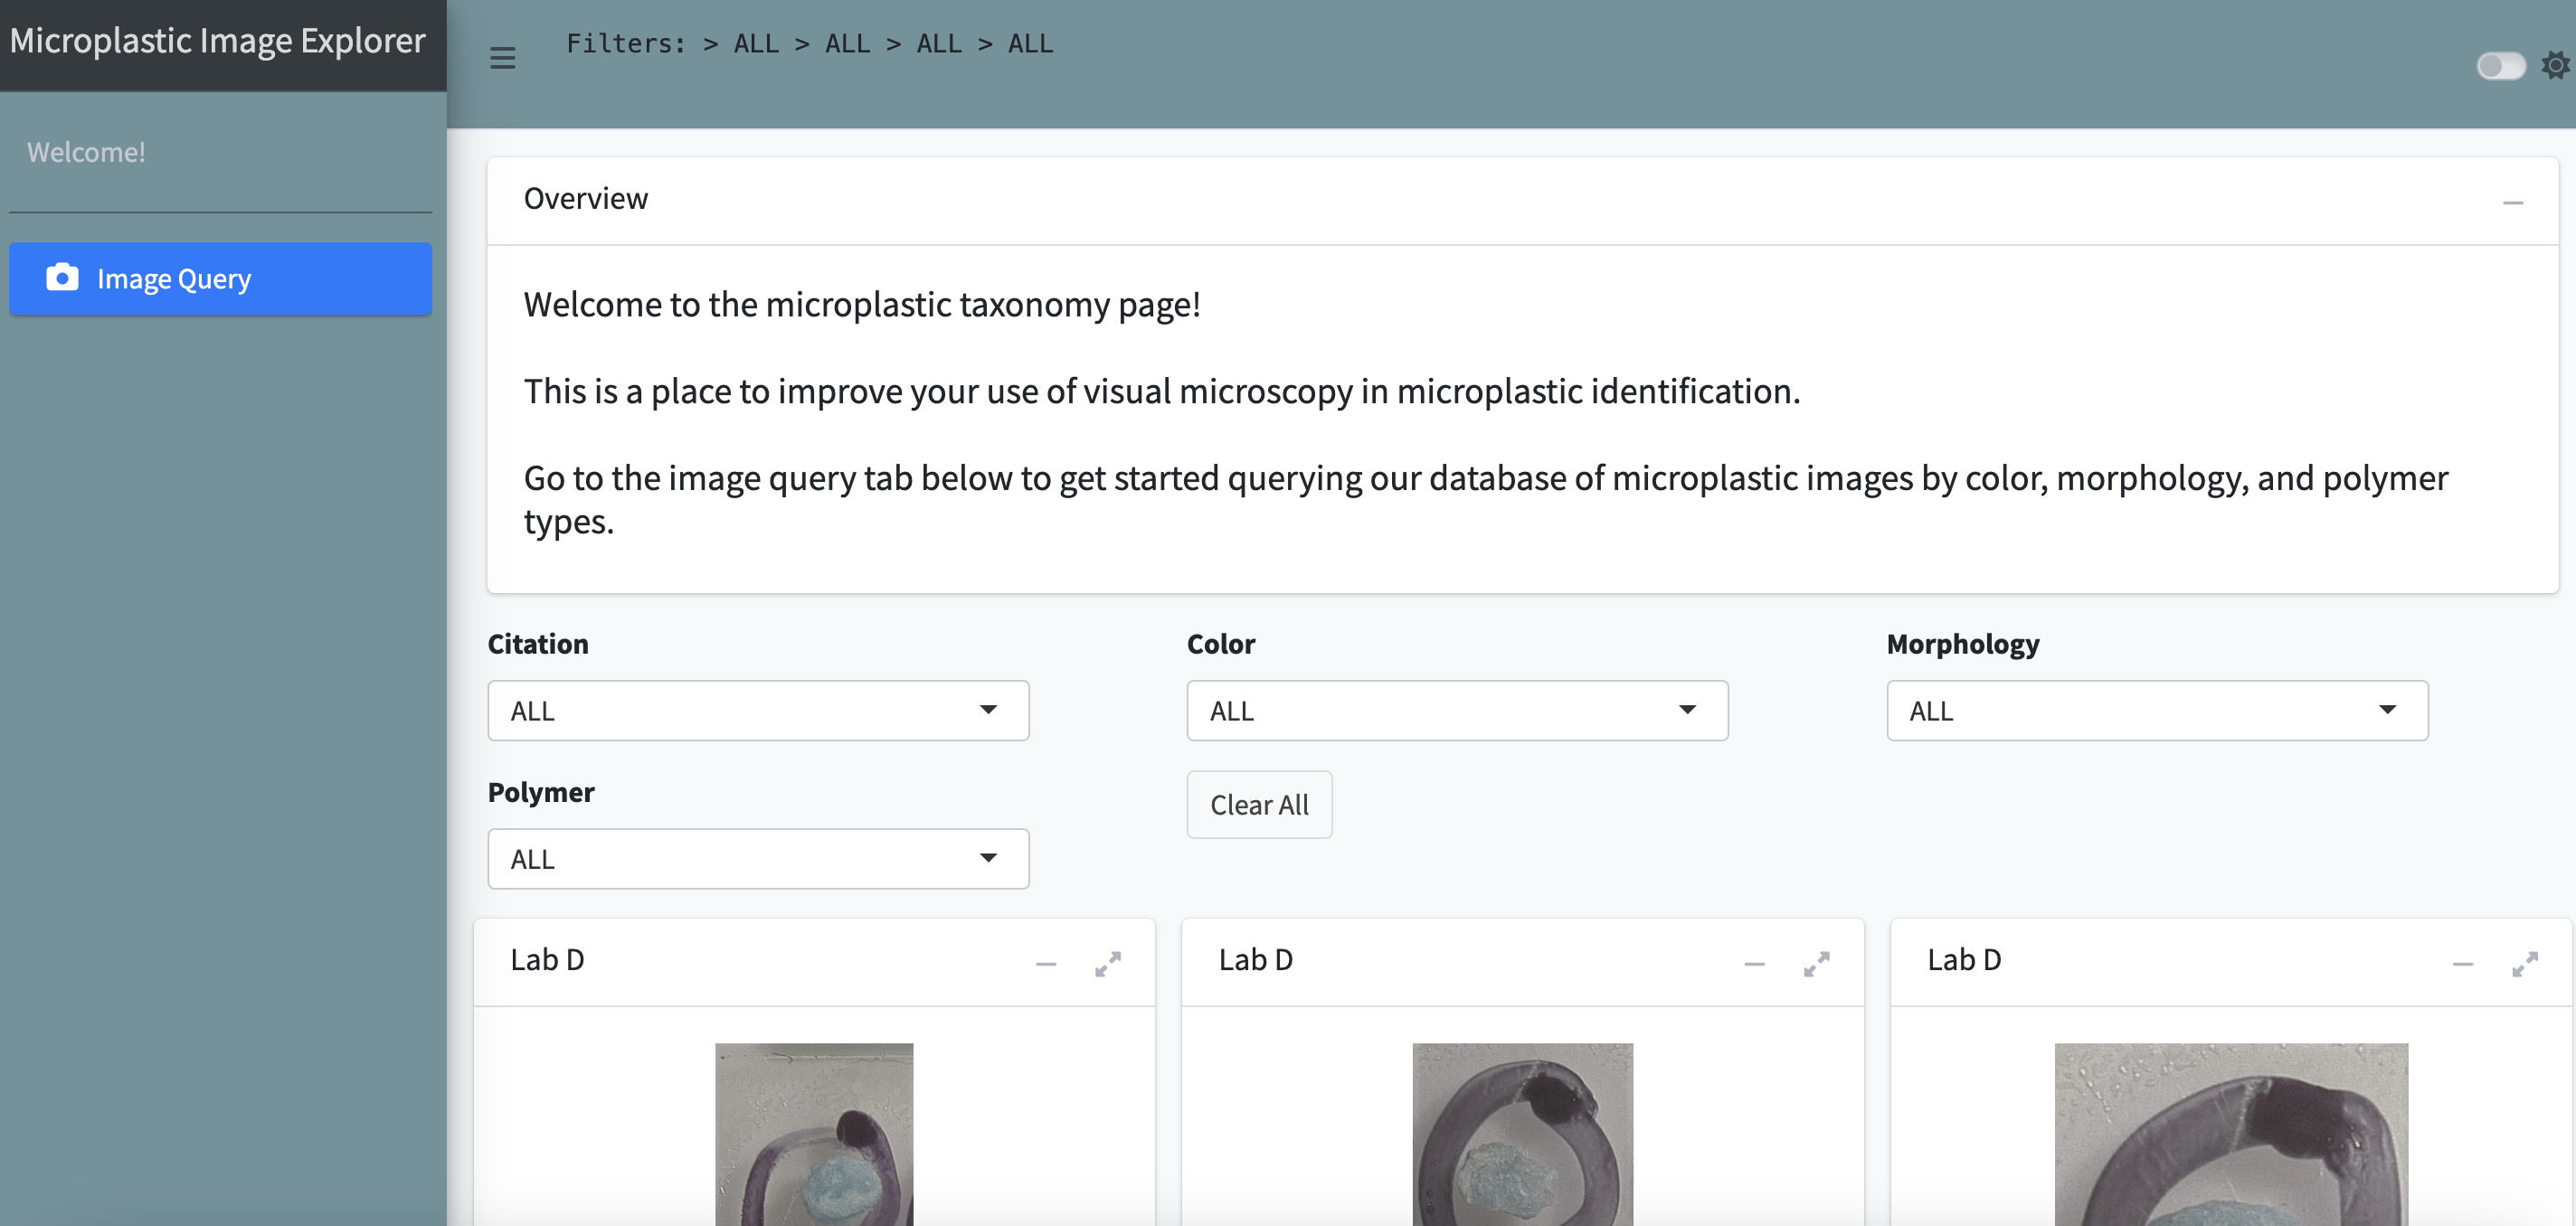 Microplastic Image Explorer
Filters: > ALL > ALL > ALL > ALL
Welcome!
Image Query
Overview
Welcome to the microplastic taxonomy page!
This is a place to improve your use of visual microscopy in microplastic identification.
Go to the image query tab below to get started querying our database of microplastic images by color, morphology, and polymer
types.
Citation
ALL
Color
ALL
Morphology
ALL
Polymer
ALL
Clear All
Lab D
Lab D
Lab D